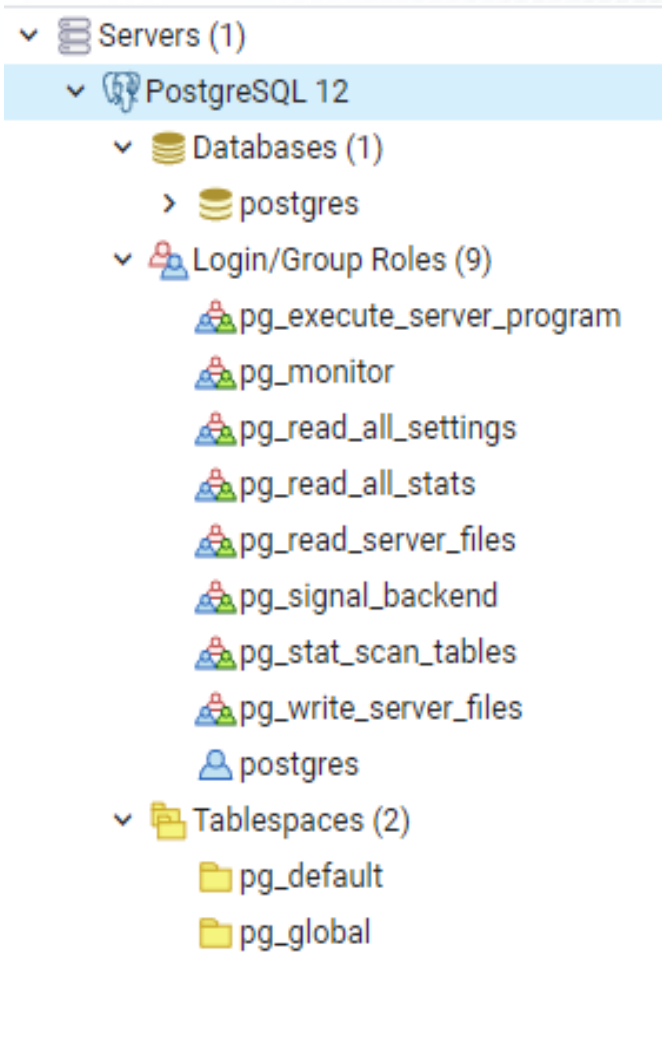 Servers (1)
PostgreSQL 12
Databases (1)
postgres
Login/Group Roles (9)
pg_execute_server_program
pg_monitor
pg_read_all_settings
pg_read_all_stats
pg_read_server_files
pg_signal_backend
pg_stat_scan_tables
pg_write_server_files
postgres
Tablespaces (2)
pg_default
pg_global